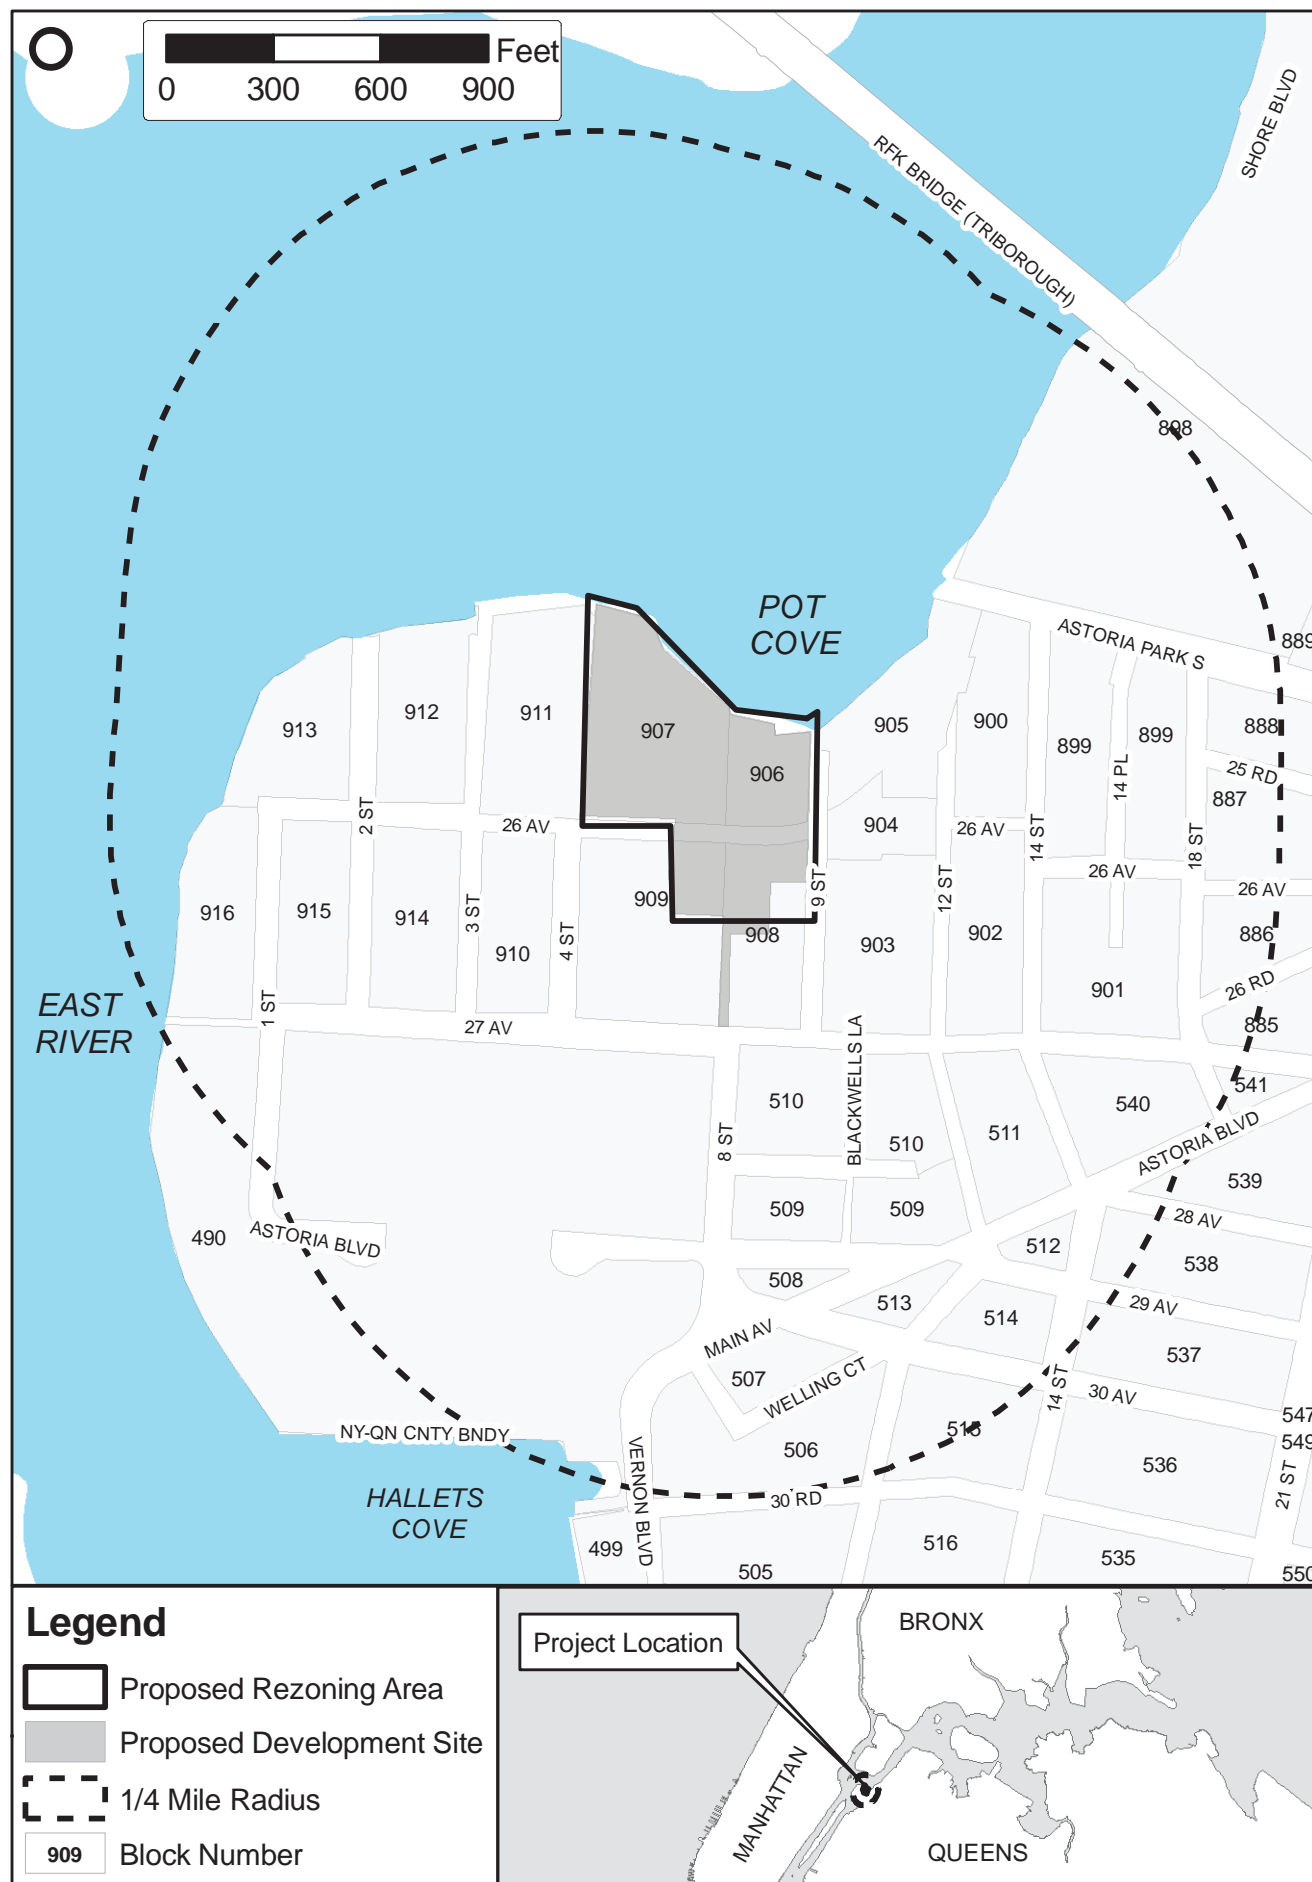 Feet
0 300 600 900
SHORE BLVD
RFK BRIDGE (TRIBOROUGH)
898
POT
COVE
ASTORIA PARK S
889
913
912
911
907
906
905
900
899
899
888
14 PL
25 RD
887
2 ST
26 AV
904
26 AV
14 ST
18 ST
26 AV
26 AV
916
915
914
3 ST
910
4 ST
909
908
9 ST
903
12 ST
902
901
886
26 RD
885
EAST
RIVER
1 ST
27 AV
BLACKWELLS LA
541
510
8 ST
510
511
540
ASTORIA BLVD
539
509
509
28 AV
490
ASTORIA BLVD
512
538
508
513
514
29 AV
MAIN AV
537
507
WELLING CT
14 ST
30 AV
547
NY-QN CNTY BNDY
VERNON BLVD
506
515
549
536
21 ST
HALLETS
COVE
30 RD
499
505
516
535
550
Legend
Proposed Rezoning Area
Proposed Development Site
1/4 Mile Radius
909 Block Number
Project Location
BRONX
MANHATTAN
QUEENS